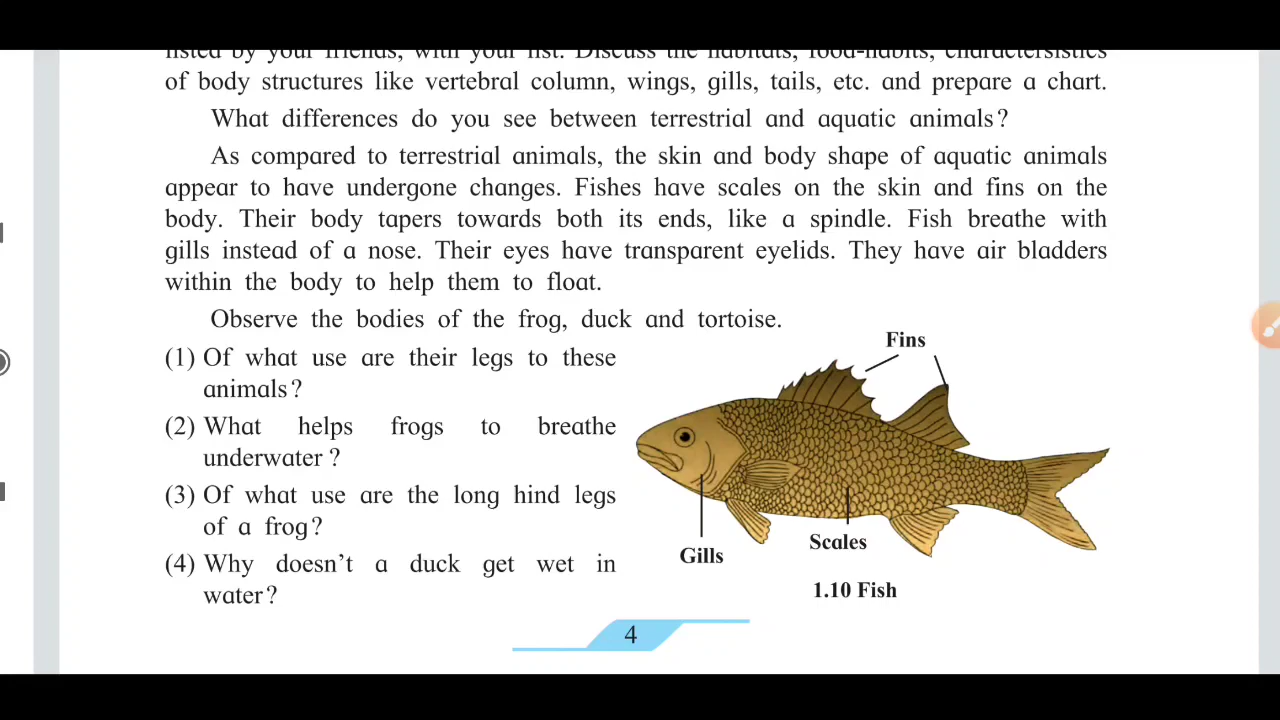 listed by your friends, with your list. Discuss the habitats, food-habits, charactersistics
of body structures like vertebral column, wings, gills, tails, etc. and prepare a chart.
What differences do you see between terrestrial and aquatic animals?
As compared to terrestrial animals, the skin and body shape of aquatic animals
appear to have undergone changes. Fishes have scales on the skin and fins on the
body. Their body tapers towards both its ends, like a spindle. Fish breathe with
gills instead of a nose. Their eyes have transparent eyelids. They have air bladders
within the body to help them to float.
Observe the bodies of the frog, duck and tortoise.
(1) Of what use are their legs to these
animals?
(2) What helps frogs to breathe
underwater?
(3) Of what use are the long hind legs
of a frog?
(4) Why doesn't a duck get wet in
water?
Fins
Gills
Scales
1.10 Fish
4